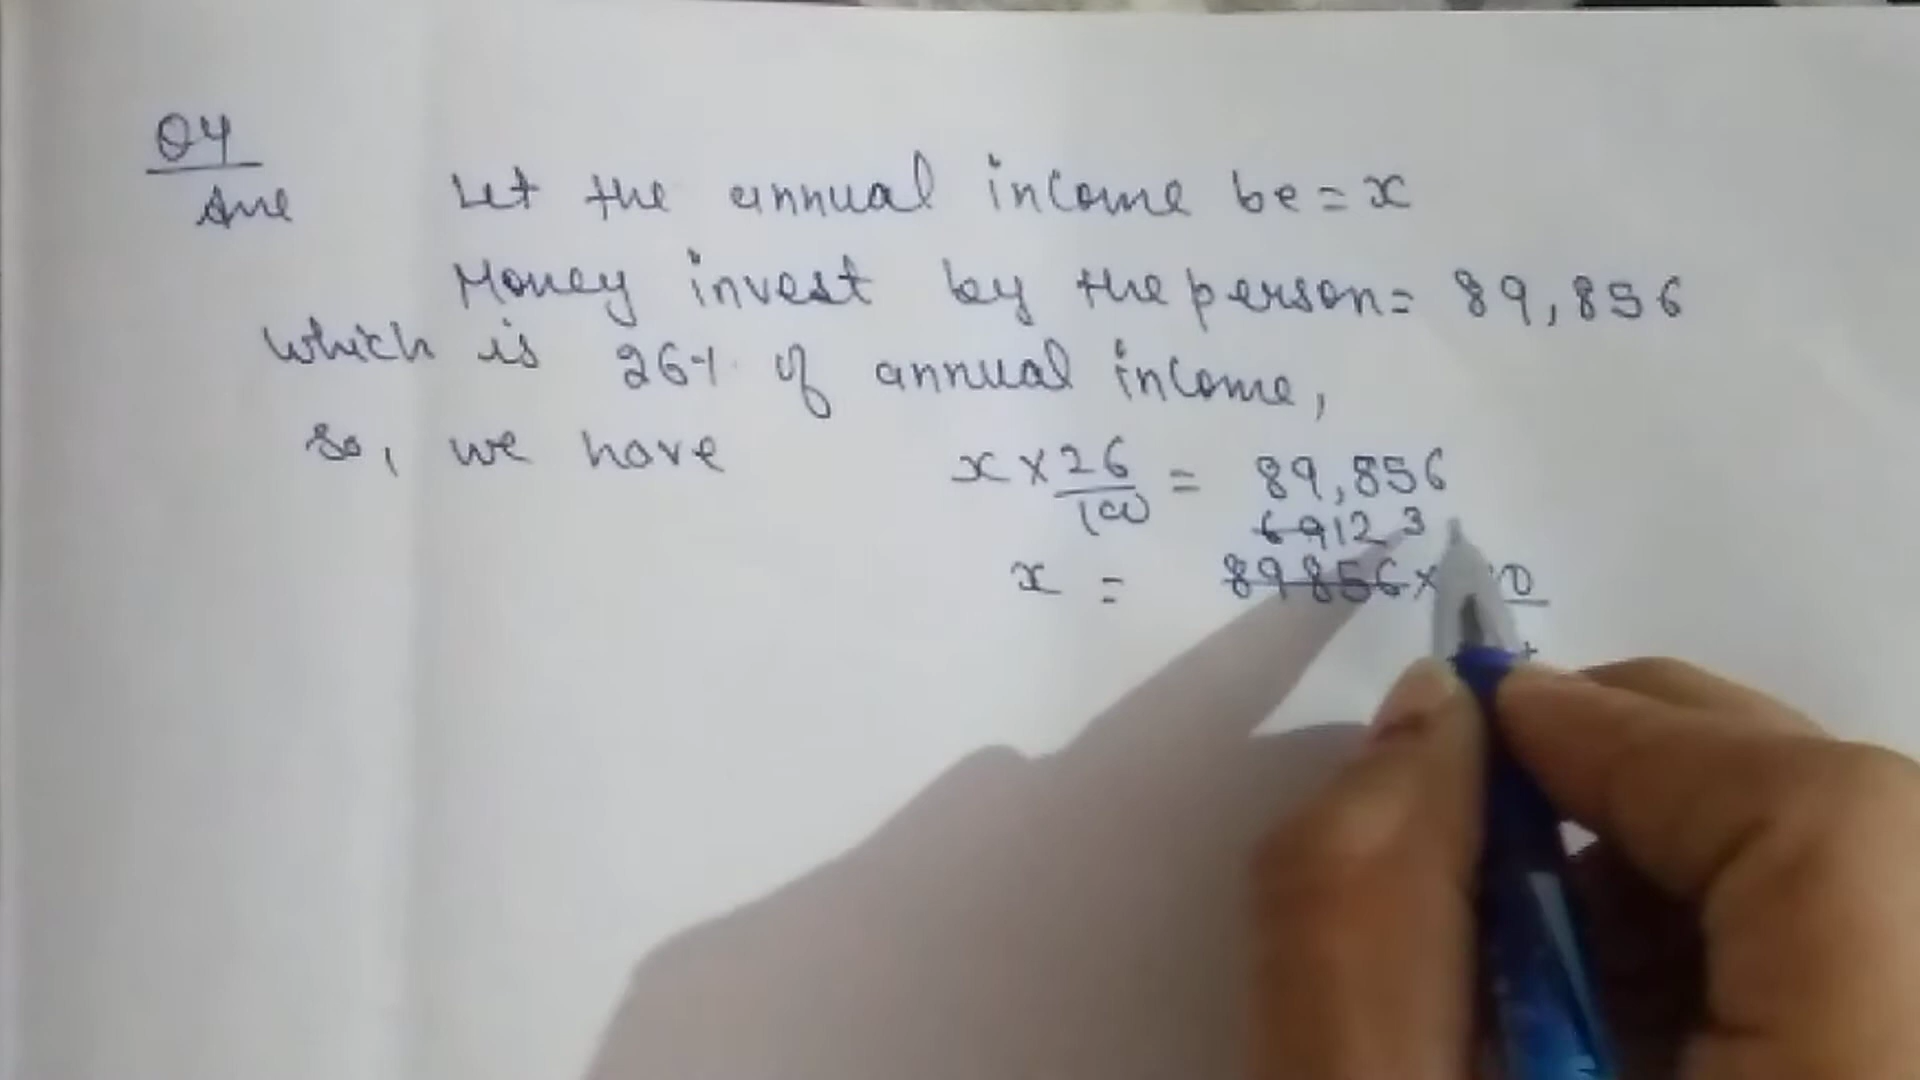 Q4
Ans Let the annual income be = x
Money invest by the person = 89,856
which is 26% of annual income,
so, we have x × 26/100 = 89,856
6912 3
x = 89856 ×